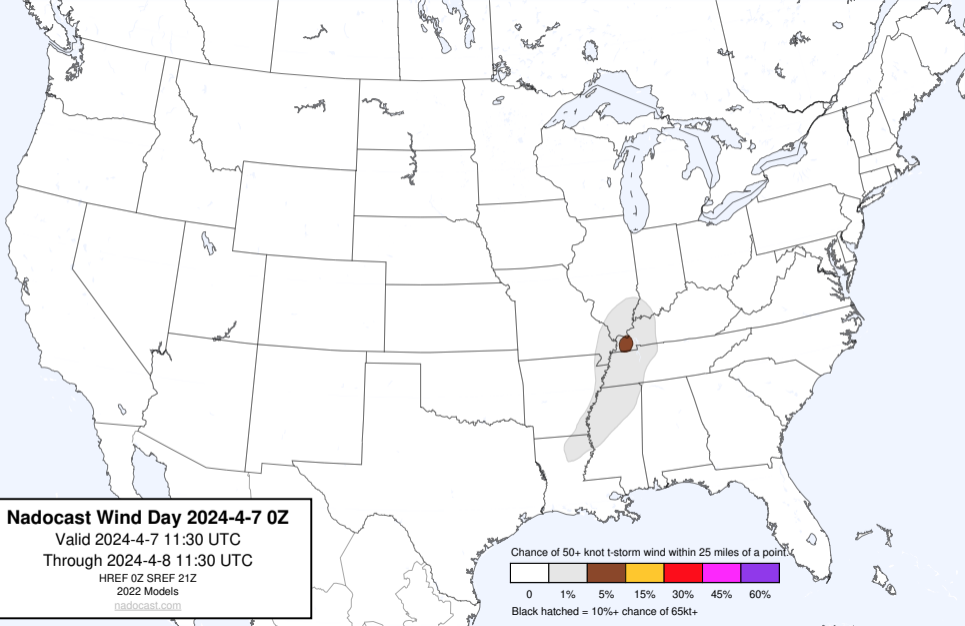 Nadocast Wind Day 2024-4-7 0Z
Valid 2024-4-7 11:30 UTC
Through 2024-4-8 11:30 UTC
HREF 0Z SREF 21Z
2022 Models
nadocast.com
Chance of 50+ knot t-storm wind within 25 miles of a point.
0 1% 5% 15% 30% 45% 60%
Black hatched = 10%+ chance of 65kt+